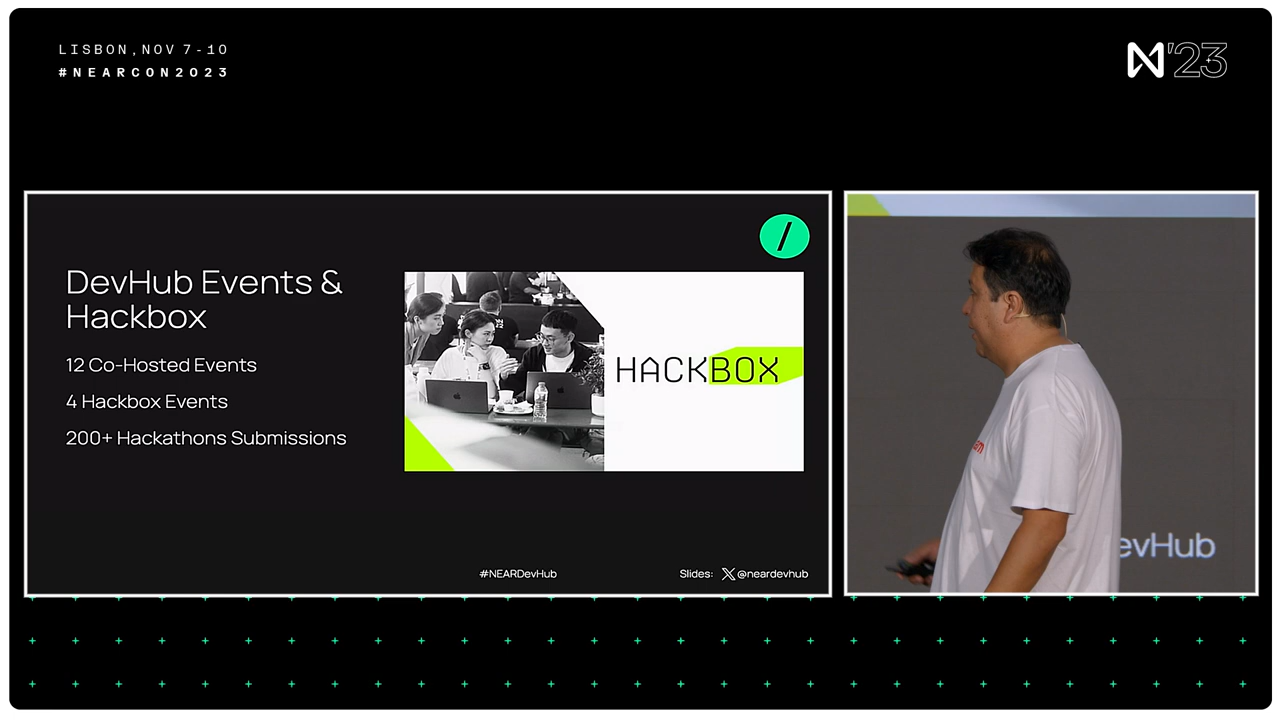 LISBON, NOV 7-10
#NEARCON2023
N'23
DevHub Events &
Hackbox
12 Co-Hosted Events
4 Hackbox Events
200+ Hackathons Submissions
HACKBOX
#NEARDevHub
Slides: X @neardevhub
evHub